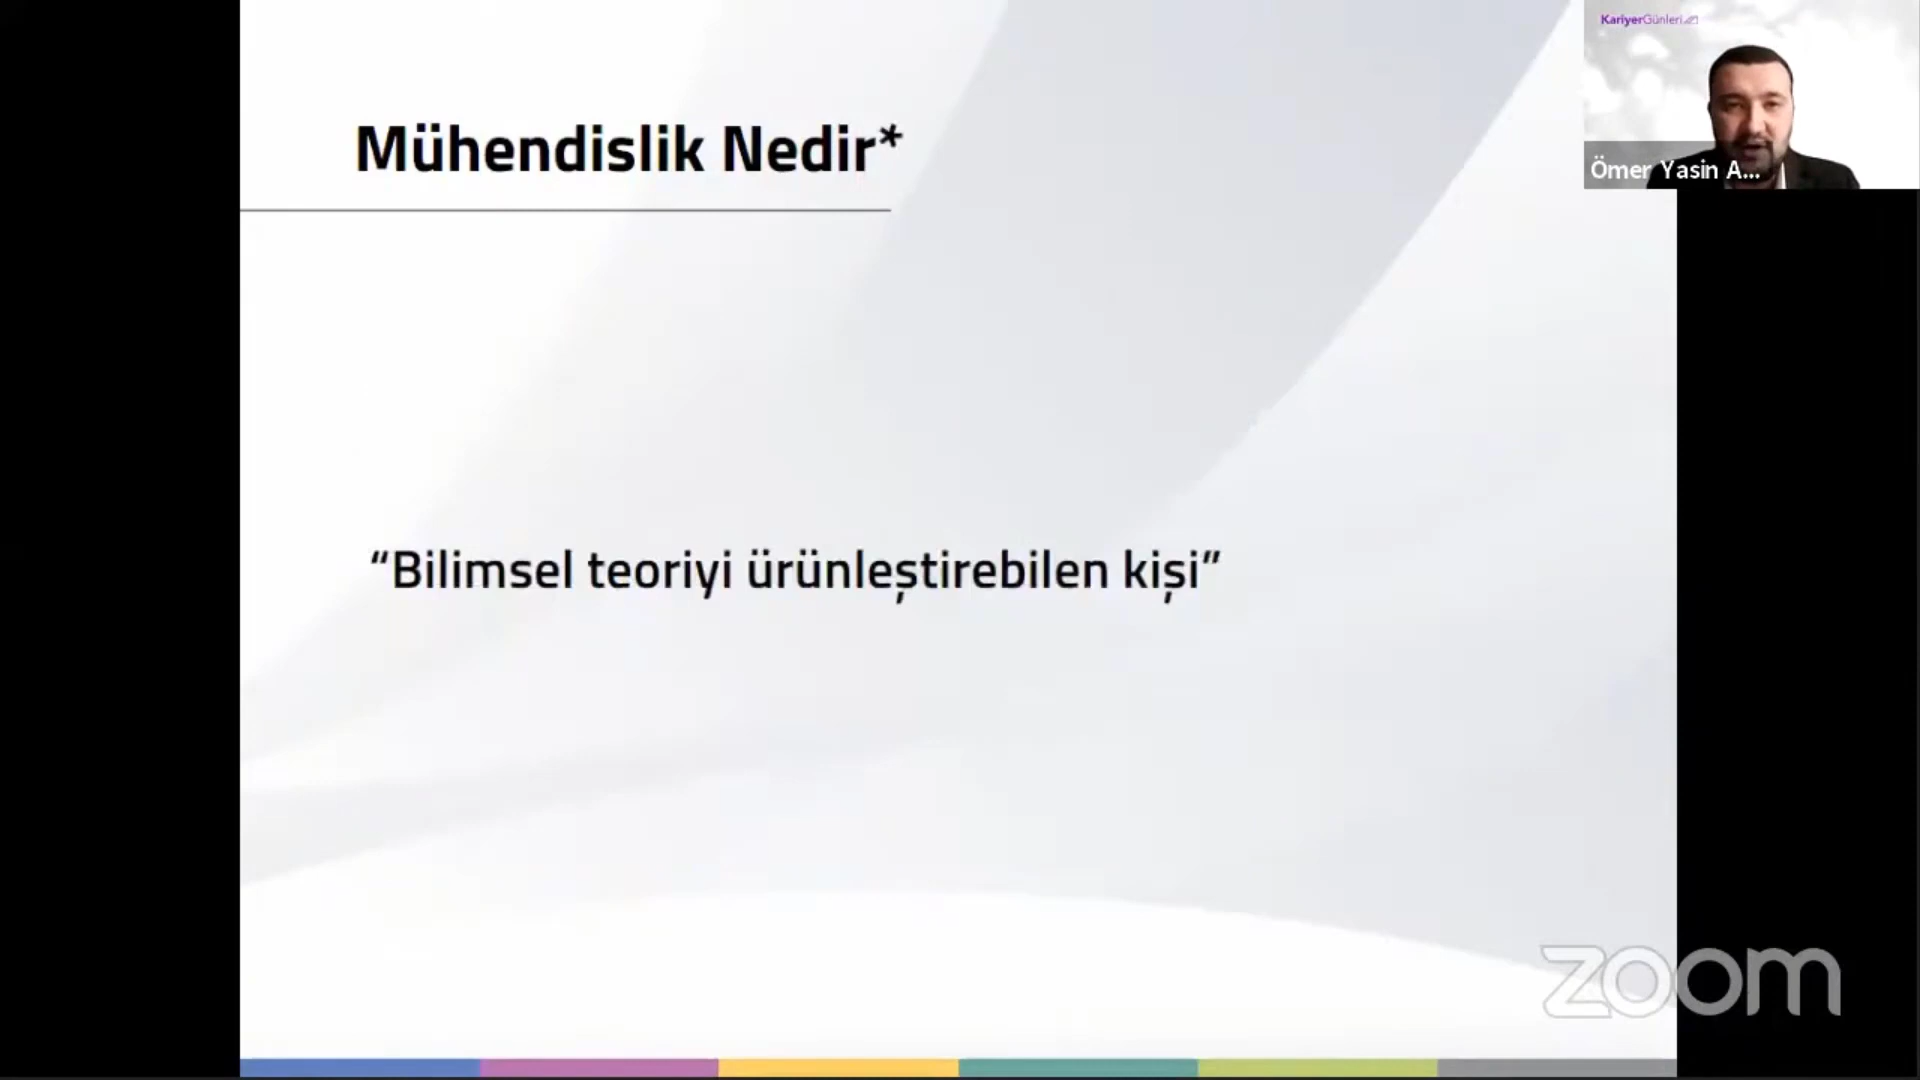 KariyerGünleri
Mühendislik Nedir*
Ömer Yasin A...
“Bilimsel teoriyi ürünleştirebilen kişi”
zoom